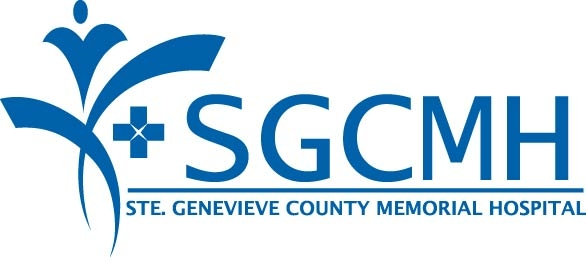 SGCMH
STE. GENEVIEVE COUNTY MEMORIAL HOSPITAL